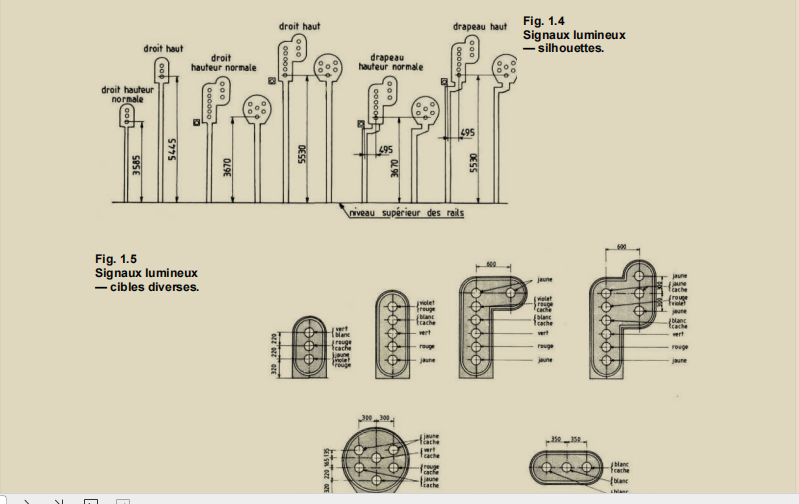 Fig. 1.4
Signaux lumineux
— silhouettes.
droit haut
drapeau haut
droit haut
droit
hauteur normale
drapeau
hauteur normale
droit hauteur
normale
3585
5445
3670
5530
495
3670
495
5530
niveau supérieur des rails
Fig. 1.5
Signaux lumineux
— cibles diverses.
220
220
320
vert
blanc
rouge
cache
jaune
violet
rouge
violet
rouge
blanc
cache
vert
rouge
jaune
600
jaune
violet
rouge
blanc
cache
vert
rouge
jaune
600
jaune
jaune
cache
rouge
violet
jaune
blanc
cache
vert
rouge
jaune
300 300
135
165
220
320
jaune
cache
vert
cache
rouge
cache
jaune
cache
350 350
blanc
cache
blanc